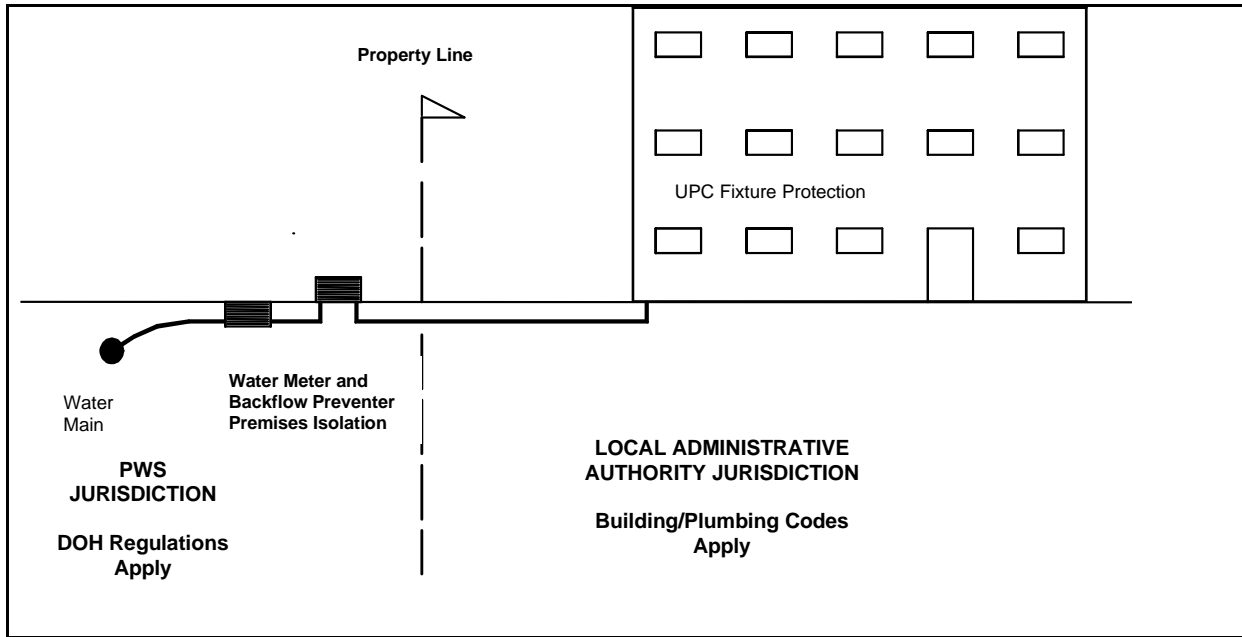 Property Line
UPC Fixture Protection
Water
Main
Water Meter and
Backflow Preventer
Premises Isolation
PWS
JURISDICTION
DOH Regulations
Apply
LOCAL ADMINISTRATIVE
AUTHORITY JURISDICTION
Building/Plumbing Codes
Apply